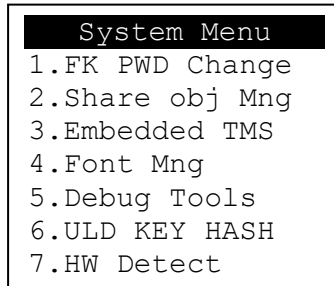 System Menu
1.FK PWD Change
2.Share obj Mng
3.Embedded TMS
4.Font Mng
5.Debug Tools
6.ULD KEY HASH
7.HW Detect